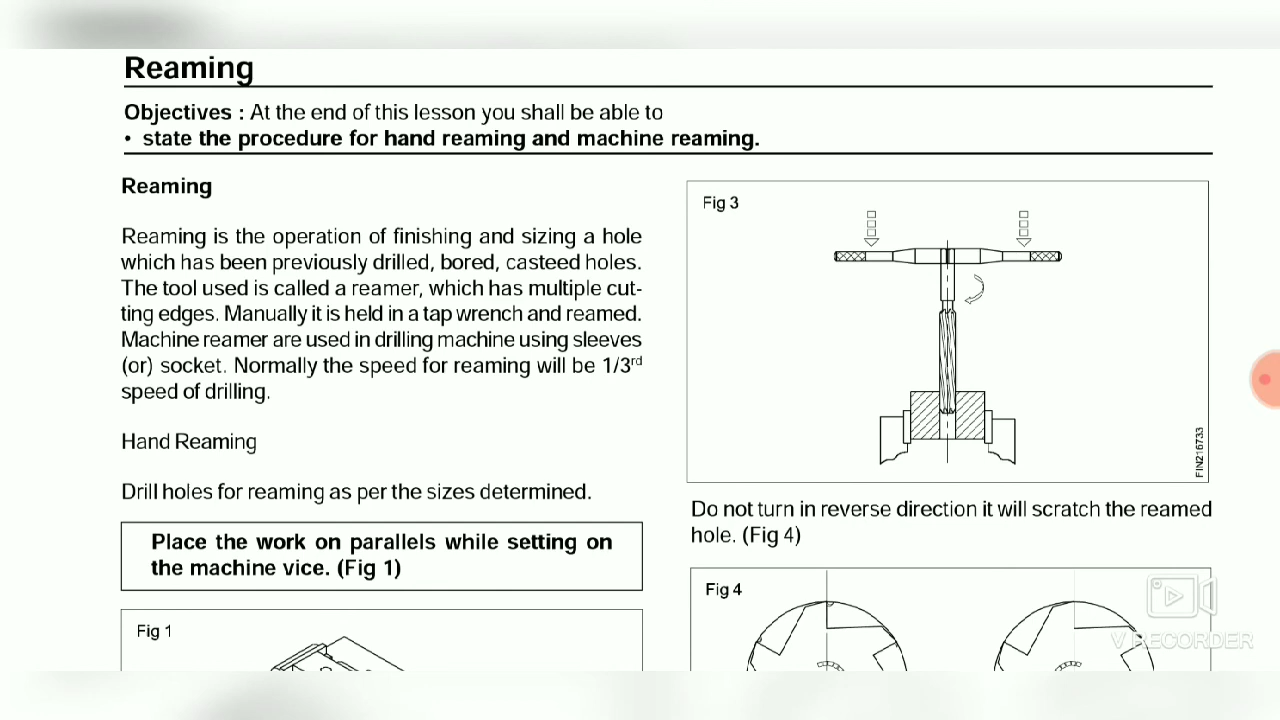 Reaming
Objectives : At the end of this lesson you shall be able to
• state the procedure for hand reaming and machine reaming.
Reaming
Reaming is the operation of finishing and sizing a hole
which has been previously drilled, bored, casteed holes.
The tool used is called a reamer, which has multiple cut-
ting edges. Manually it is held in a tap wrench and reamed.
Machine reamer are used in drilling machine using sleeves
(or) socket. Normally the speed for reaming will be 1/3rd
speed of drilling.
Hand Reaming
Drill holes for reaming as per the sizes determined.
Place the work on parallels while setting on
the machine vice. (Fig 1)
Fig 1
Fig 3
FIN216733
Do not turn in reverse direction it will scratch the reamed
hole. (Fig 4)
Fig 4
V RECORDER